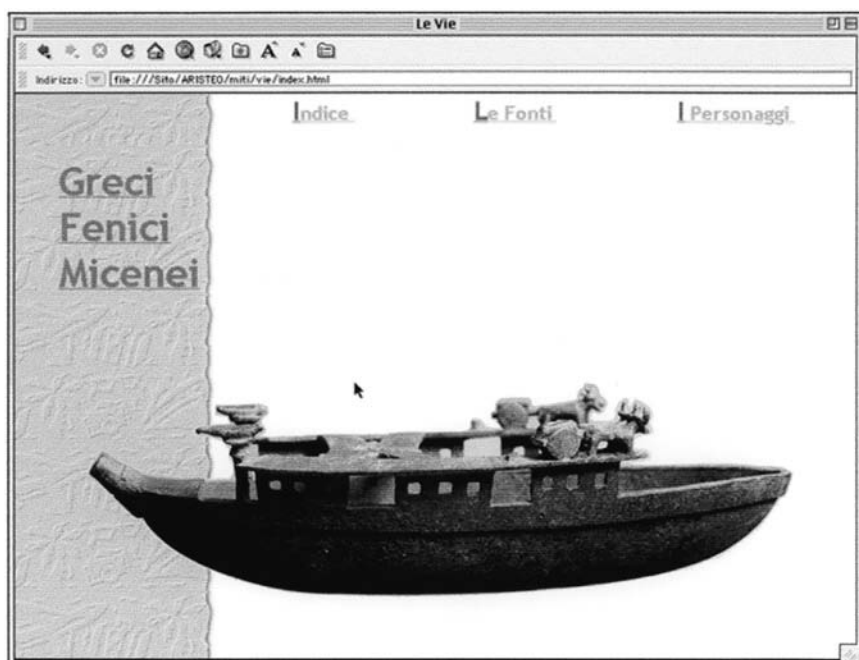 Le Vie
Indirizzo: file:///Sito/ARISTEO/miti/vie/index.html
Indice Le Fonti I Personaggi
Greci
Fenici
Micenei